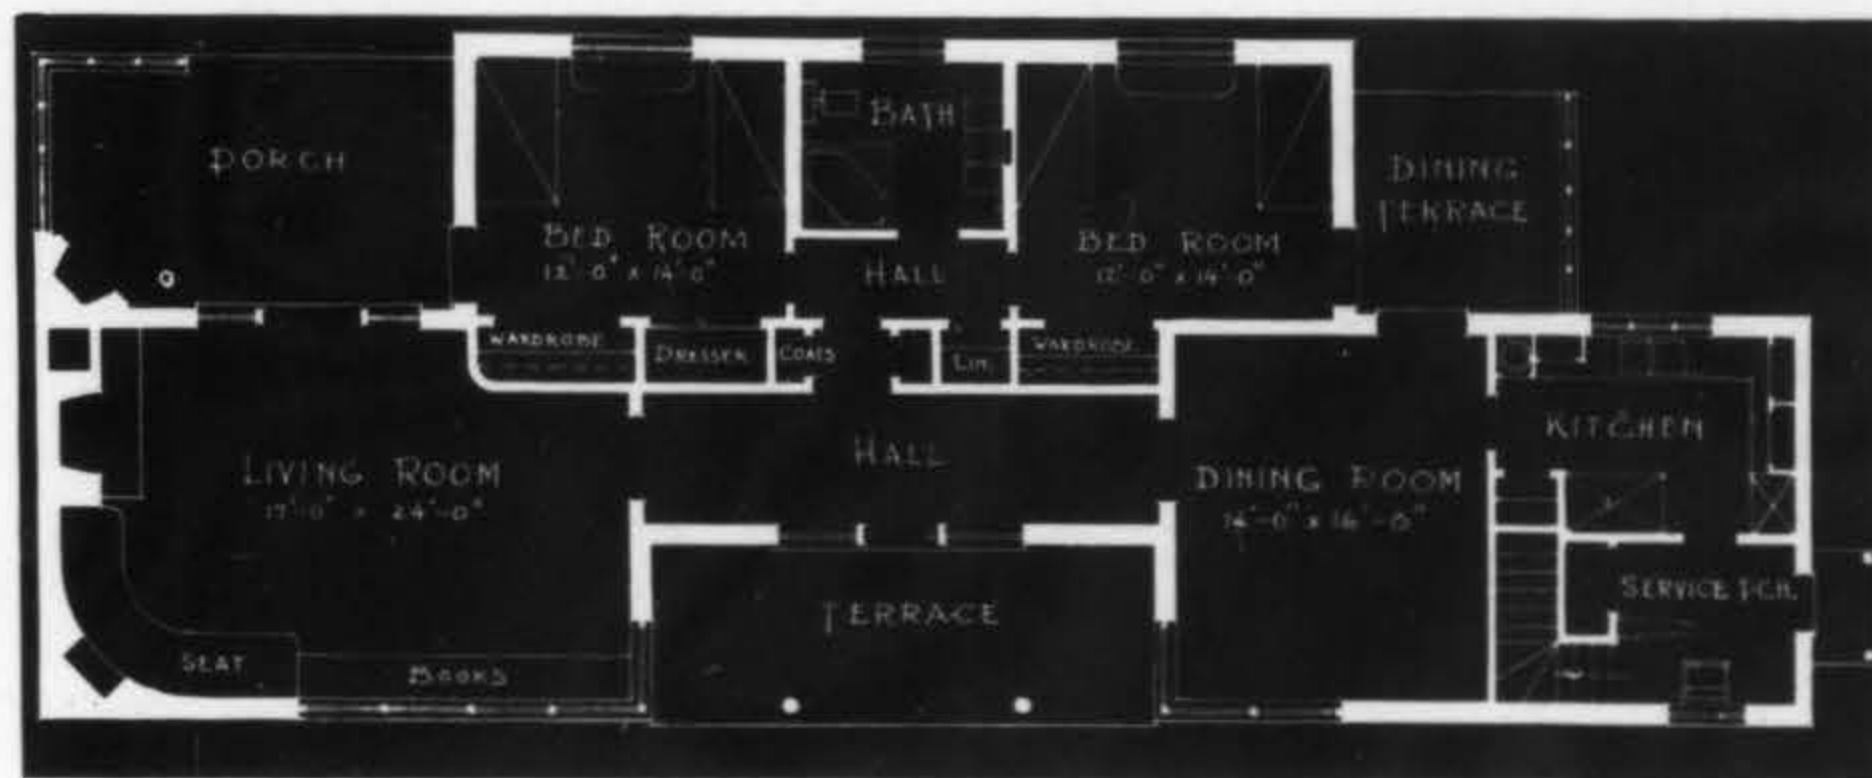 PORCH
BATH
DINING
TERRACE
BED ROOM
12'-0" x 14'-0"
HALL
BED ROOM
12'-0" x 14'-0"
WARDROBE
DRESSER
COATS
LIN.
WARDROBE
LIVING ROOM
17'-0" x 24'-0"
HALL
DINING ROOM
14'-0" x 16'-0"
KITCHEN
SERVICE PCH.
TERRACE
SEAT
BOOKS